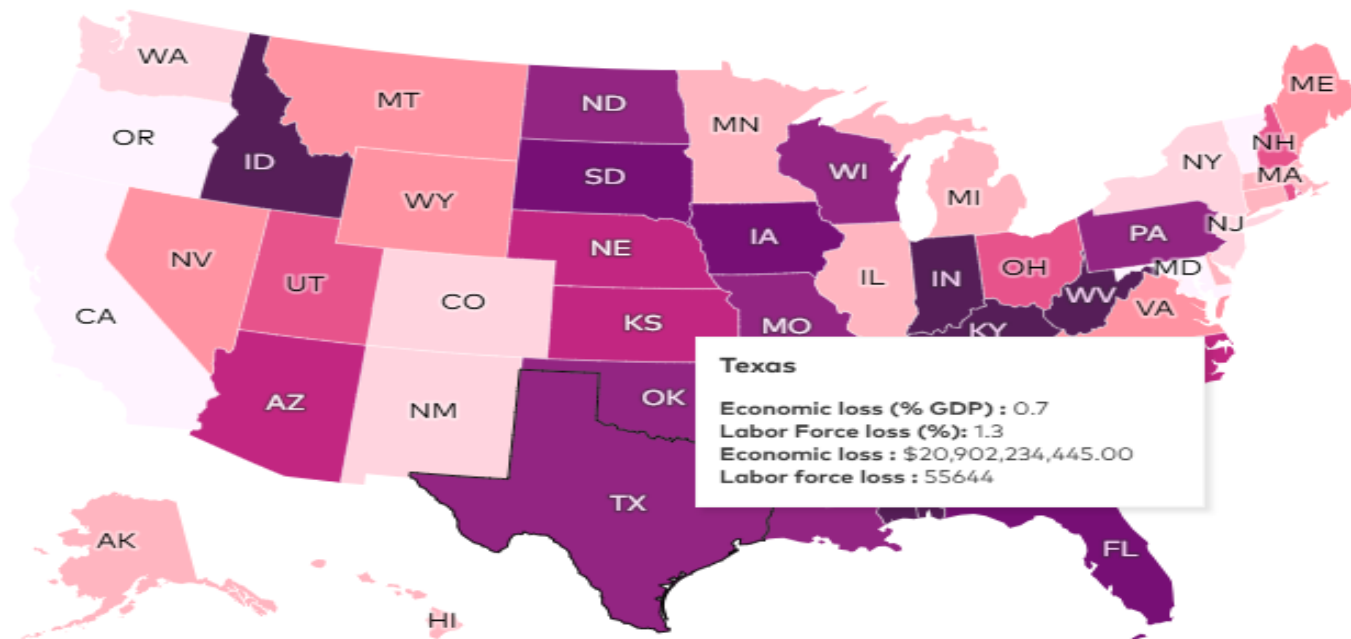 WA
MT
ND
MN
ME
OR
ID
SD
WI
NH
NY
MA
WY
MI
IA
NJ
PA
NV
NE
UT
CO
IL
IN
OH
MD
WV
VA
CA
KS
MO
KY
AZ
NM
OK
Texas
Economic loss (% GDP) : 0.7
Labor Force loss (%): 1.3
Economic loss : $20,902,234,445.00
Labor force loss : 55644
TX
AK
FL
HI